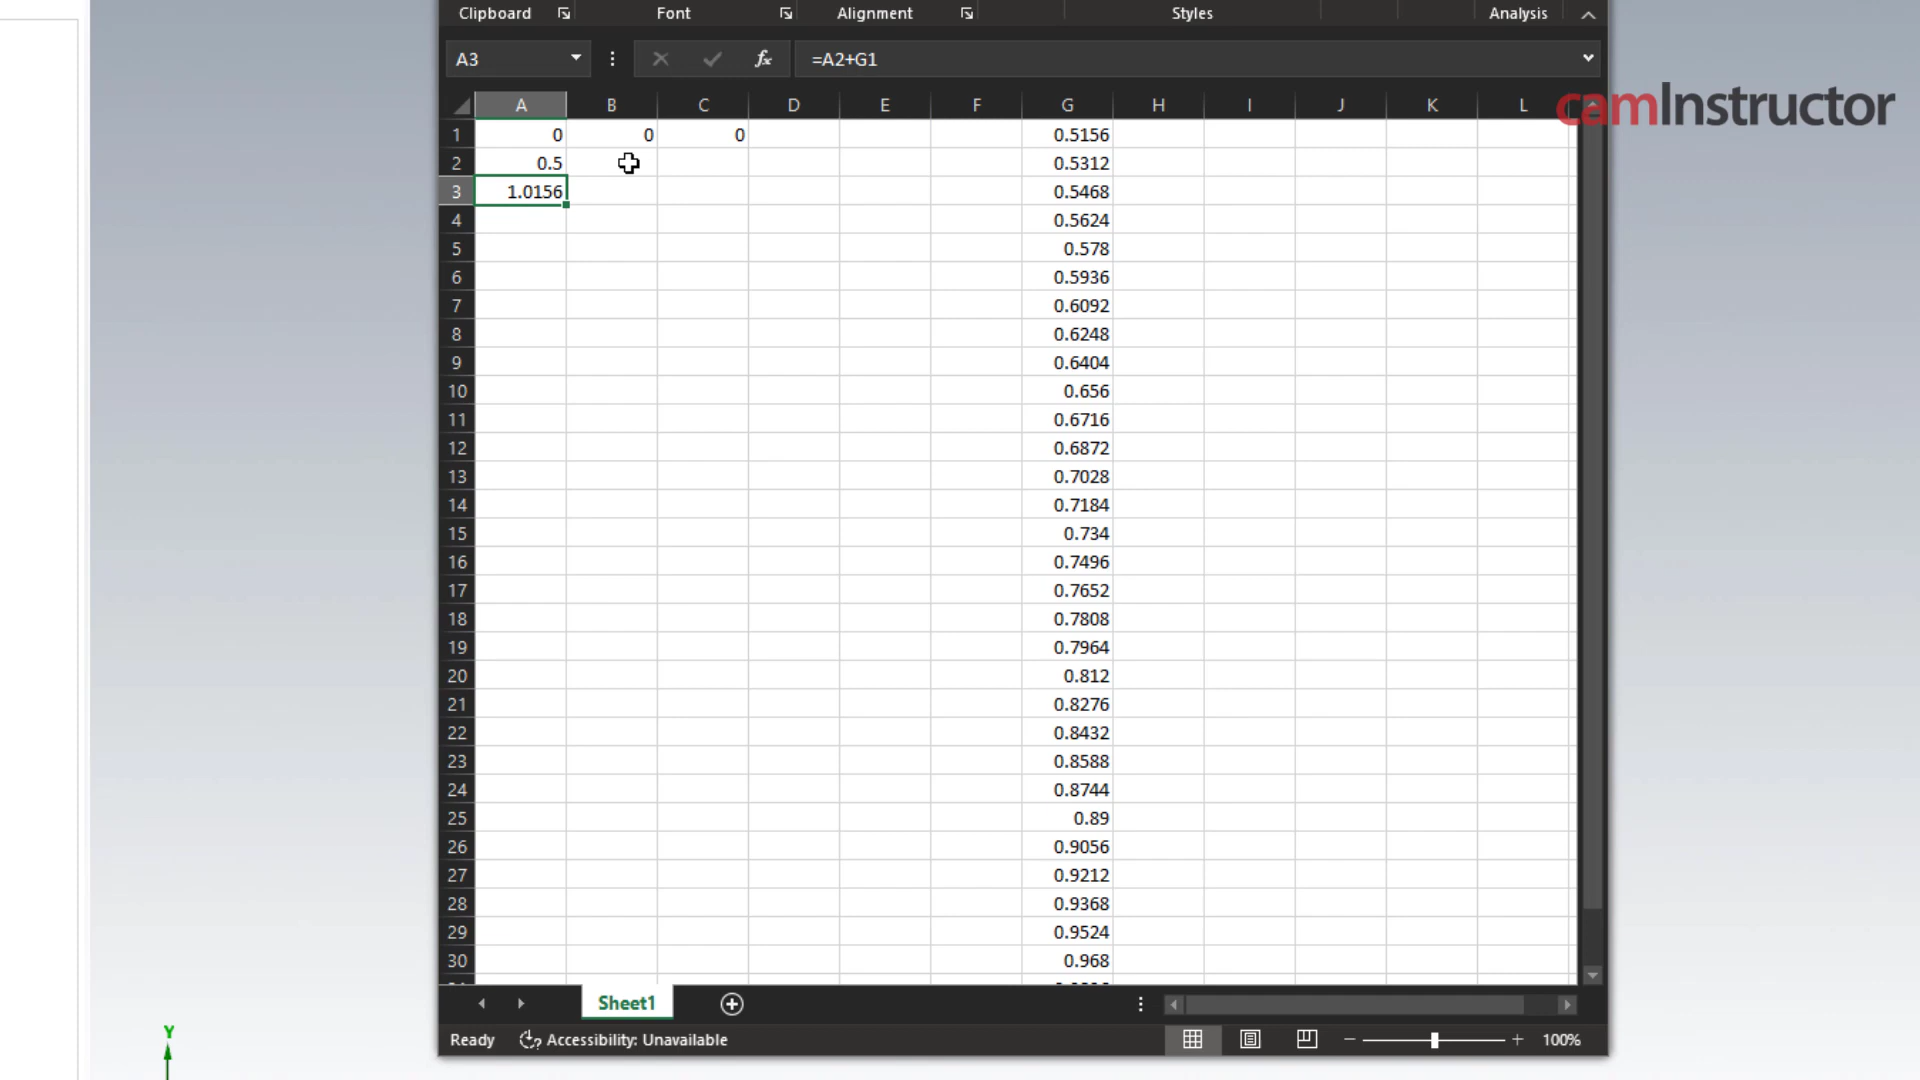 Clipboard Font Alignment Styles Analysis
A3 fx =A2+G1
camInstructor
A B C D E F G H I J K L
1 0 0 0 0.5156
2 0.5 0.5312
3 1.0156 0.5468
4 0.5624
5 0.578
6 0.5936
7 0.6092
8 0.6248
9 0.6404
10 0.656
11 0.6716
12 0.6872
13 0.7028
14 0.7184
15 0.734
16 0.7496
17 0.7652
18 0.7808
19 0.7964
20 0.812
21 0.8276
22 0.8432
23 0.8588
24 0.8744
25 0.89
26 0.9056
27 0.9212
28 0.9368
29 0.9524
30 0.968
Sheet1
Ready Accessibility: Unavailable 100%
Y